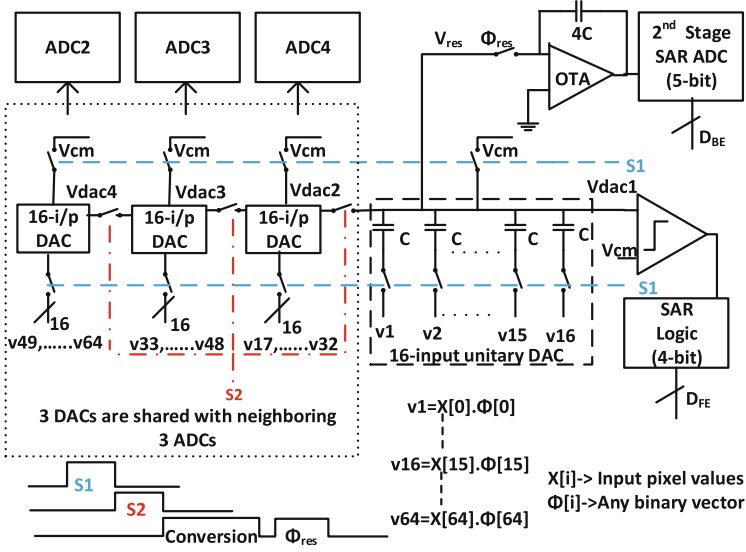 ADC2
ADC3
ADC4
Vres
Φres
4C
OTA
2nd Stage
SAR ADC
(5-bit)
DBE
Vcm
Vcm
Vcm
Vcm
S1
Vdac4
Vdac3
Vdac2
Vdac1
16-i/p
DAC
16-i/p
DAC
16-i/p
DAC
C
C
. . . . .
C
C
Vcm
S1
16
16
16
v49,......v64
v33,......v48
v17,......v32
v1
v2
. . . . .
v15
v16
16-input unitary DAC
SAR
Logic
(4-bit)
DFE
S2
3 DACs are shared with neighboring
3 ADCs
v1=X[0].Φ[0]
v16=X[15].Φ[15]
v64=X[64].Φ[64]
X[i]-> Input pixel values
Φ[i]->Any binary vector
S1
S2
Conversion
Φres